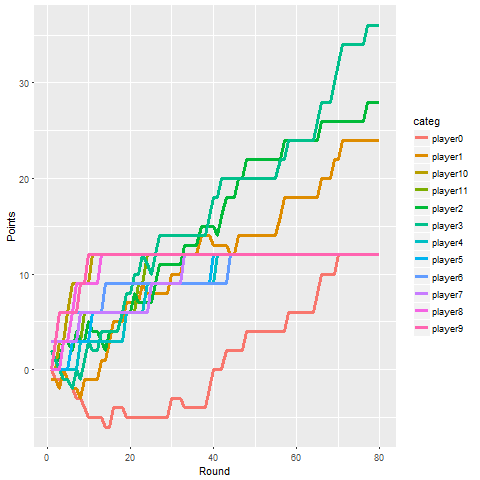 30
20
10
0
Points
0
20
40
60
80
Round
categ
player0
player1
player10
player11
player2
player3
player4
player5
player6
player7
player8
player9